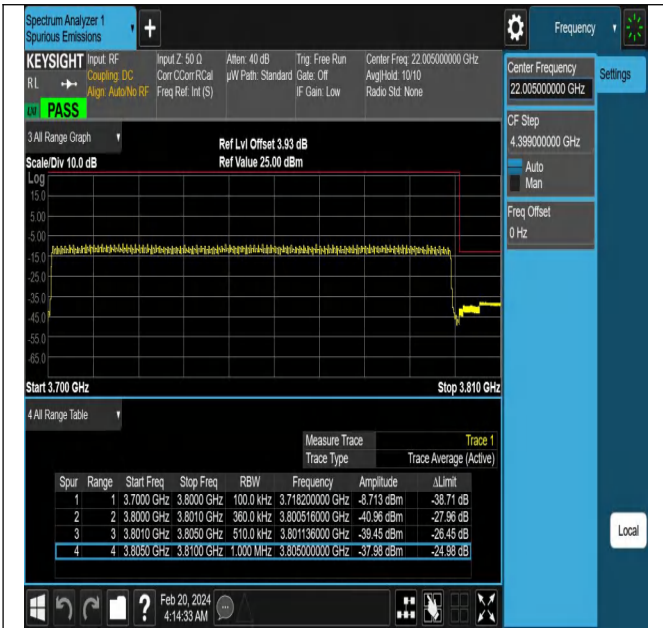 Spectrum Analyzer 1
Spurious Emissions
Frequency
KEYSIGHT
RL
Input: RF
Coupling: DC
Align: Auto/No RF
Input Z: 50 Ω
Corr CCorr RCal
Freq Ref: Int (S)
Atten: 40 dB
µW Path: Standard
Trig: Free Run
Gate: Off
IF Gain: Low
Center Freq: 22.005000000 GHz
Avg|Hold: 10/10
Radio Std: None
PASS
Center Frequency
22.005000000 GHz
Settings
CF Step
4.399000000 GHz
Auto
Man
Freq Offset
0 Hz
3 All Range Graph
Scale/Div 10.0 dB
Ref Lvl Offset 3.93 dB
Ref Value 25.00 dBm
Log
15.0
5.00
-5.00
-15.0
-25.0
-35.0
-45.0
-55.0
-65.0
Start 3.700 GHz Stop 3.810 GHz
4 All Range Table
Measure Trace Trace 1
Trace Type Trace Average (Active)
Spur Range Start Freq Stop Freq RBW Frequency Amplitude ΔLimit
1 1 3.7000 GHz 3.8000 GHz 100.0 kHz 3.718200000 GHz -8.713 dBm -38.71 dB
2 2 3.8000 GHz 3.8010 GHz 360.0 kHz 3.800516000 GHz -40.96 dBm -27.96 dB
3 3 3.8010 GHz 3.8050 GHz 510.0 kHz 3.801136000 GHz -39.45 dBm -26.45 dB
4 4 3.8050 GHz 3.8100 GHz 1.000 MHz 3.805000000 GHz -37.98 dBm -24.98 dB
Local
Feb 20, 2024
4:14:33 AM